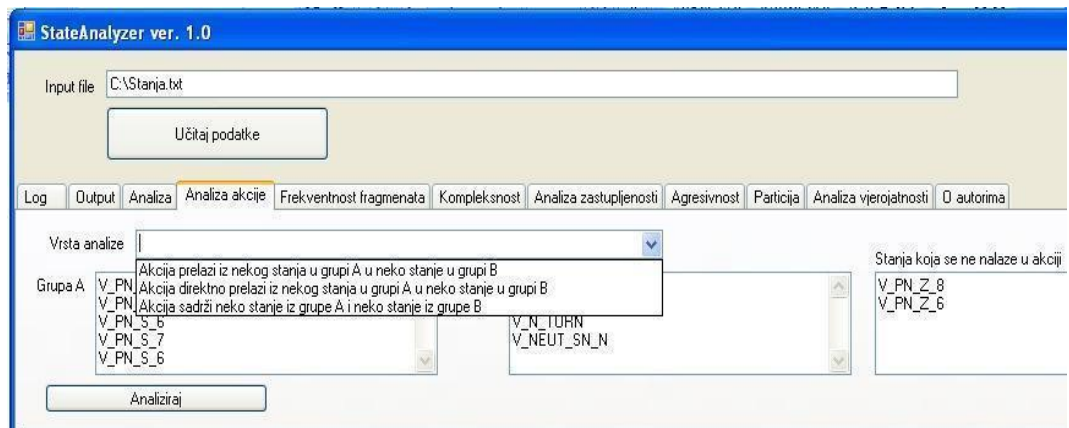 StateAnalyzer ver. 1.0
Input file C:\Stanja.txt
Učitaj podatke
Log Output Analiza Analiza akcije Frekventnost fragmenata Kompleksnost Analiza zastupljenosti Agresivnost Particija Analiza vjerojatnosti O autorima
Vrsta analize
Akcija prelazi iz nekog stanja u grupi A u neko stanje u grupi B
Akcija direktno prelazi iz nekog stanja u grupi A u neko stanje u grupi B
Akcija sadrži neko stanje iz grupe A i neko stanje iz grupe B
Grupa A
V_PN
V_PN
V_PN_S_6
V_PN_S_7
V_PN_S_6
V_N_TURN
V_NEUT_SN_N
Stanja koja se ne nalaze u akciji
V_PN_Z_8
V_PN_Z_6
Analiziraj